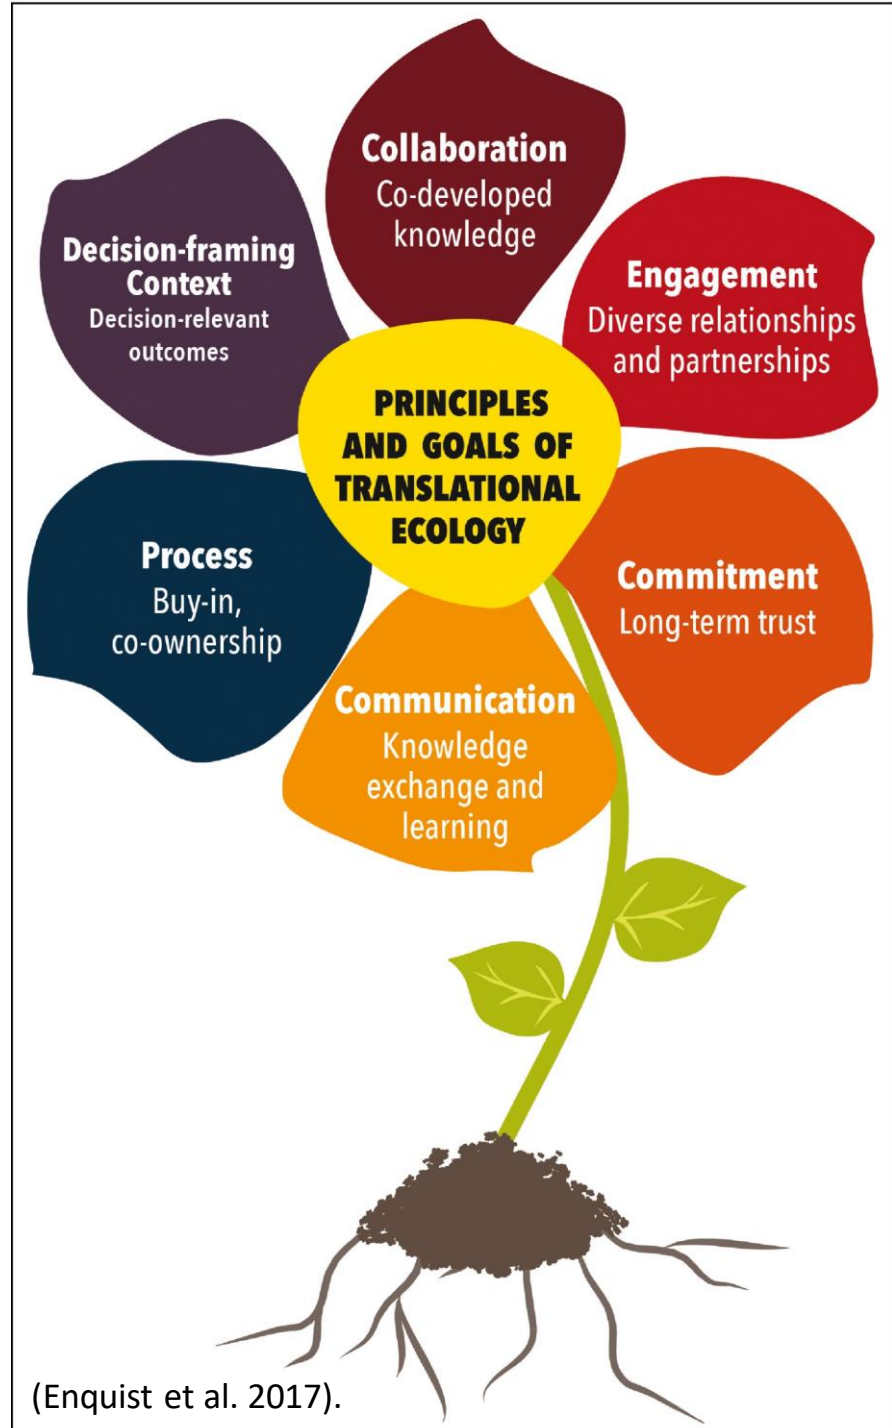 Collaboration
Co-developed
knowledge
Engagement
Diverse relationships
and partnerships
Commitment
Long-term trust
Communication
Knowledge
exchange and
learning
Process
Buy-in,
co-ownership
Decision-framing
Context
Decision-relevant
outcomes
PRINCIPLES
AND GOALS OF
TRANSLATIONAL
ECOLOGY
(Enquist et al. 2017).